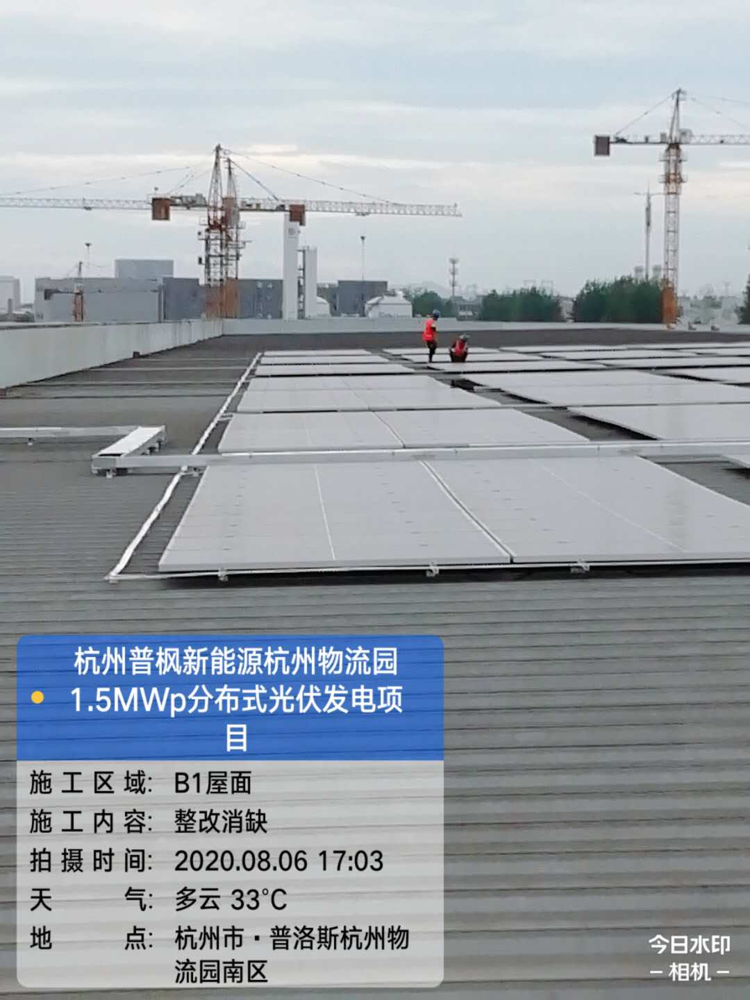 杭州普枫新能源杭州物流园
1.5MWp分布式光伏发电项
目
施工区域: B1屋面
施工内容: 整改消缺
拍摄时间: 2020.08.06 17:03
天气: 多云 33°C
地点: 杭州市·普洛斯杭州物
流园南区
今日水印
-相机-